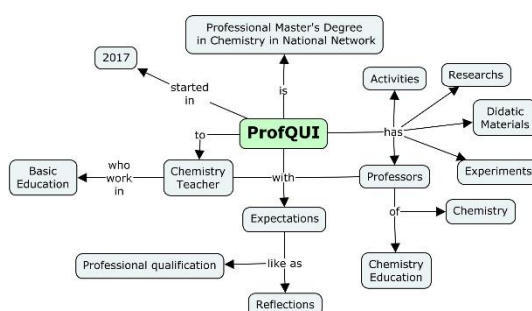 Professional Master's Degree
in Chemistry in National Network
2017
is
started
in
Activities
Researchs
Didatic
Materials
ProfQUI
has
to
Experiments
Basic
Education
who
work
in
Chemistry
Teacher
with
Professors
Expectations
of
Chemistry
Professional qualification
like as
Chemistry
Education
Reflections